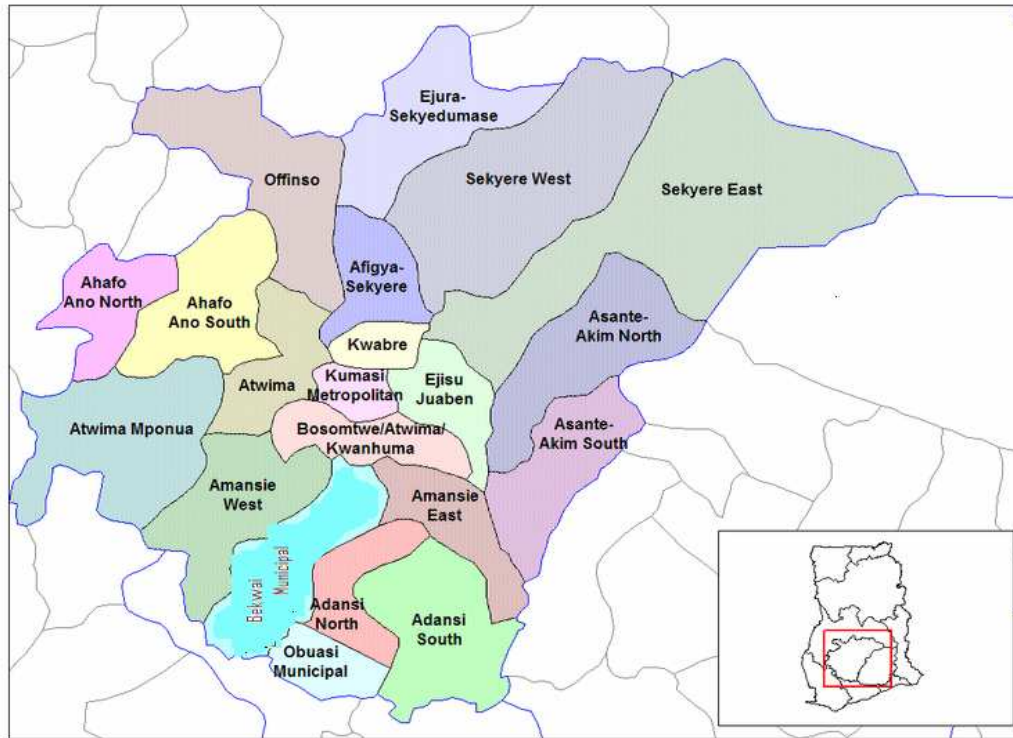 Ejura-
Sekyedumase
Offinso
Sekyere West
Sekyere East
Afigya-
Sekyere
Ahafo
Ano North
Ahafo
Ano South
Asante-
Akim North
Kwabre
Atwima
Kumasi
Metropolitan
Ejisu
Juaben
Atwima Mponua
Bosomtwe/Atwima/
Kwanhuma
Asante-
Akim South
Amansie
West
Amansie
East
Bekwai
Municipal
Adansi
North
Adansi
South
Obuasi
Municipal